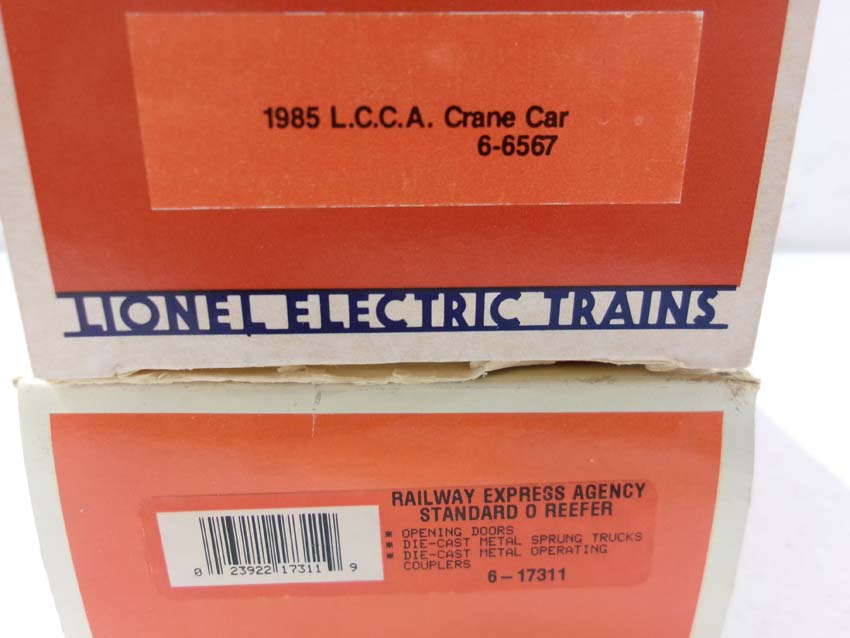 1985 L.C.C.A. Crane Car
6-6567
LIONEL ELECTRIC TRAINS
RAILWAY EXPRESS AGENCY
STANDARD O REEFER
* OPENING DOORS
* DIE-CAST METAL SPRUNG TRUCKS
* DIE-CAST METAL OPERATING
COUPLERS
6-17311
0 23922 17311 9